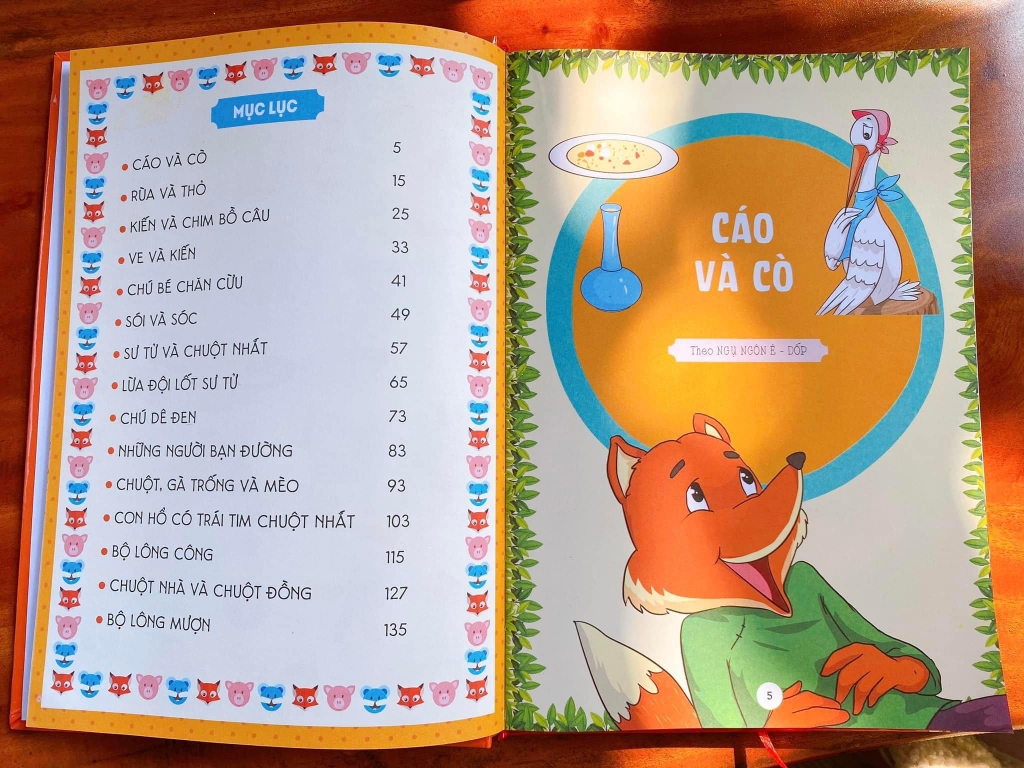 MỤC LỤC
CÁO VÀ CÒ 5
RÙA VÀ THỎ 15
KIẾN VÀ CHIM BỒ CÂU 25
VE VÀ KIẾN 33
CHÚ BÉ CHĂN CỪU 41
SÓI VÀ SÓC 49
SƯ TỬ VÀ CHUỘT NHẮT 57
LỪA ĐỘI LỐT SƯ TỬ 65
CHÚ DÊ ĐEN 73
NHỮNG NGƯỜI BẠN ĐƯỜNG 83
CHUỘT, GÀ TRỐNG VÀ MÈO 93
CON HỔ CÓ TRÁI TIM CHUỘT NHẮT 103
BỘ LÔNG CÔNG 115
CHUỘT NHÀ VÀ CHUỘT ĐỒNG 127
BỘ LÔNG MƯỢN 135
CÁO
VÀ CÒ
Theo NGỤ NGÔN Ê - DỐP
5